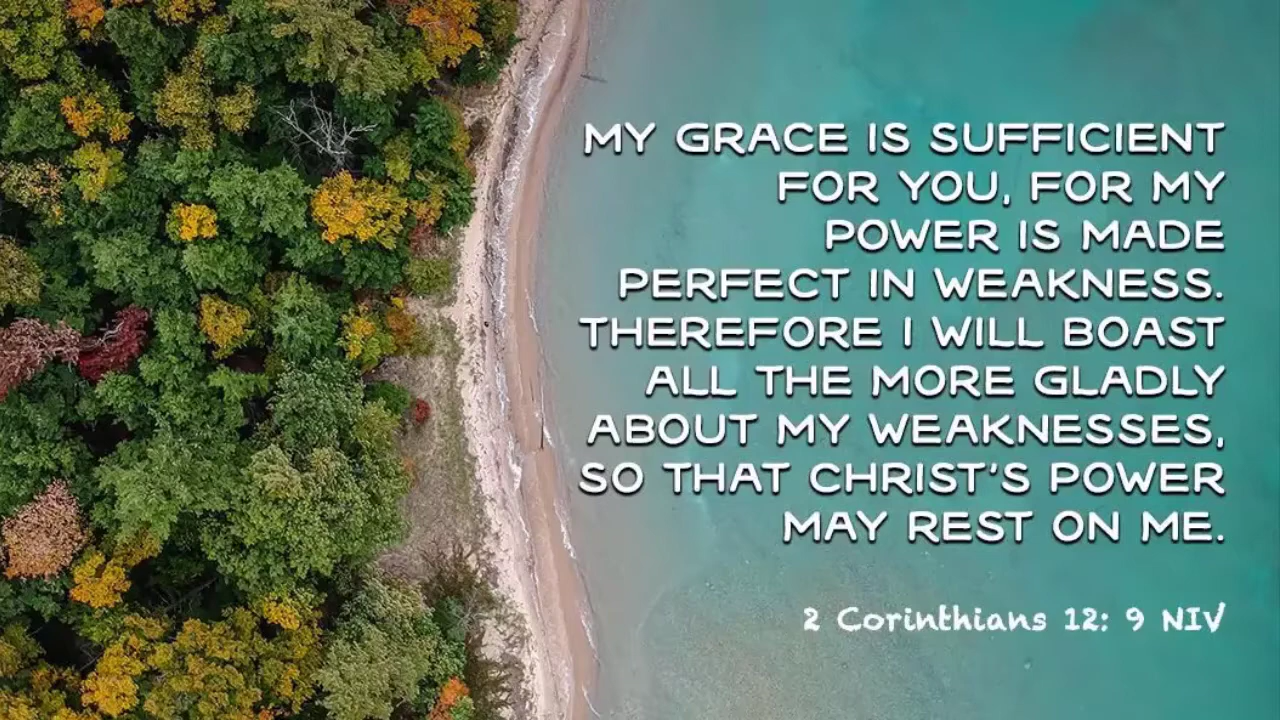 MY GRACE IS SUFFICIENT
FOR YOU, FOR MY
POWER IS MADE
PERFECT IN WEAKNESS.
THEREFORE I WILL BOAST
ALL THE MORE GLADLY
ABOUT MY WEAKNESSES,
SO THAT CHRIST'S POWER
MAY REST ON ME.
2 Corinthians 12: 9 NIV